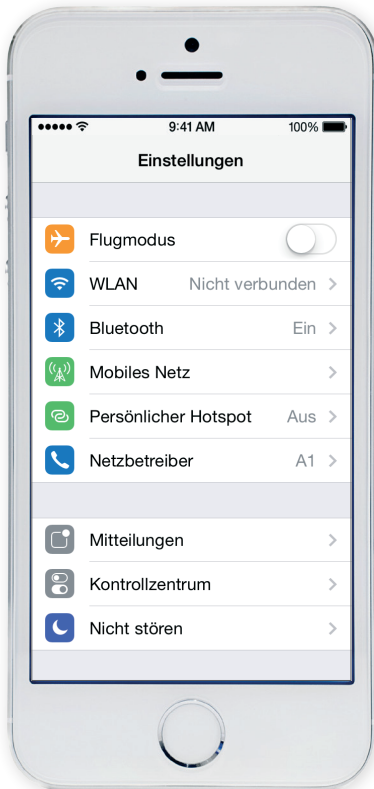 9:41 AM 100%
Einstellungen
Flugmodus
WLAN Nicht verbunden
Bluetooth Ein
Mobiles Netz
Persönlicher Hotspot Aus
Netzbetreiber A1
Mitteilungen
Kontrollzentrum
Nicht stören